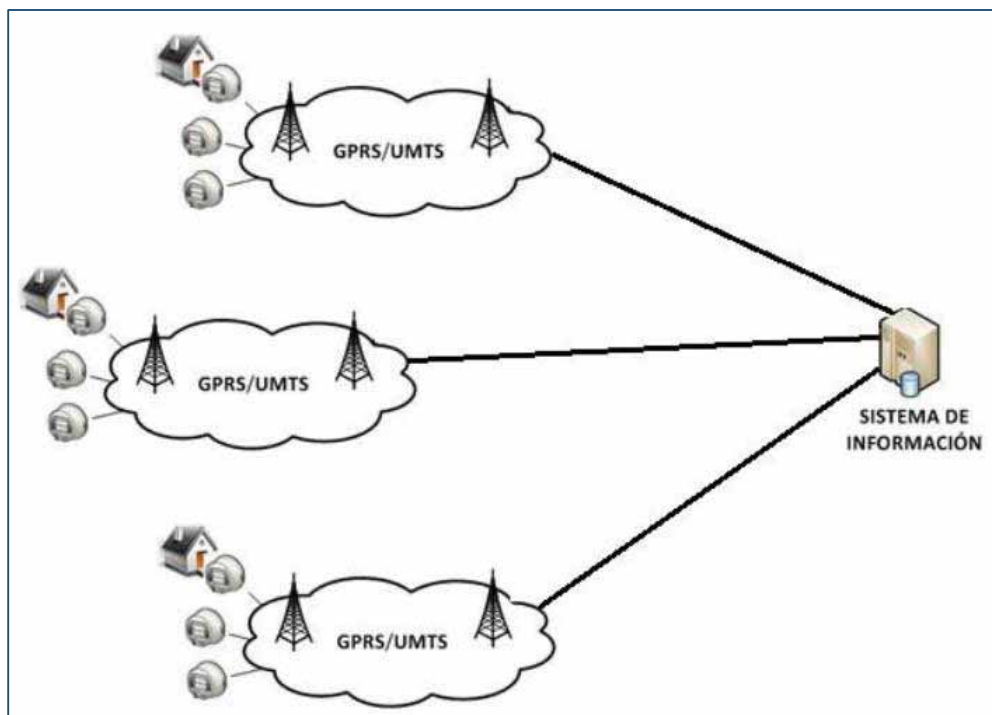 GPRS/UMTS
GPRS/UMTS
SISTEMA DE
INFORMACIÓN
GPRS/UMTS